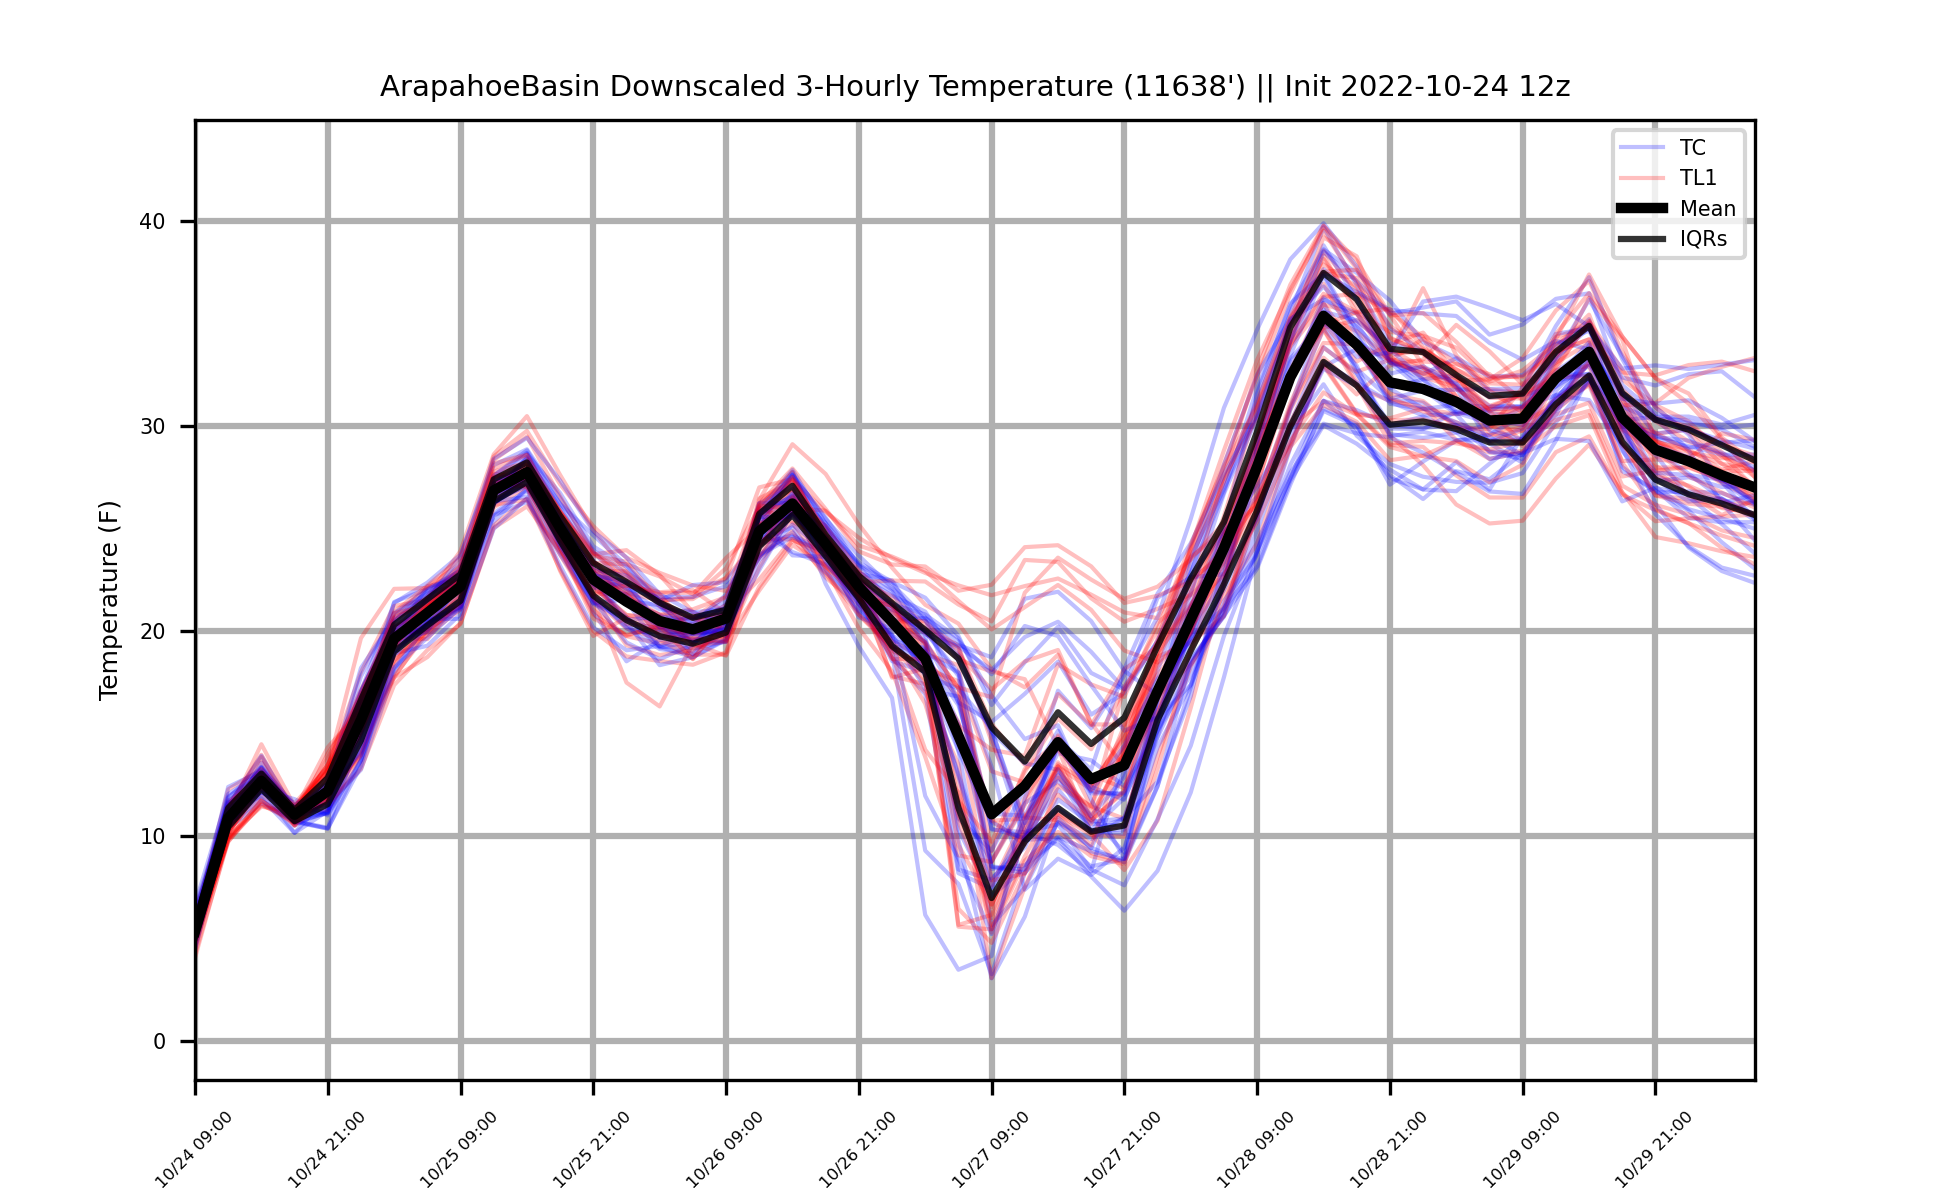 ArapahoeBasin Downscaled 3-Hourly Temperature (11638') || Init 2022-10-24 12z
TC
TL1
Mean
IQRs
Temperature (F)
40
30
20
10
0
10/24 09:00
10/24 21:00
10/25 09:00
10/25 21:00
10/26 09:00
10/26 21:00
10/27 09:00
10/27 21:00
10/28 09:00
10/28 21:00
10/29 09:00
10/29 21:00